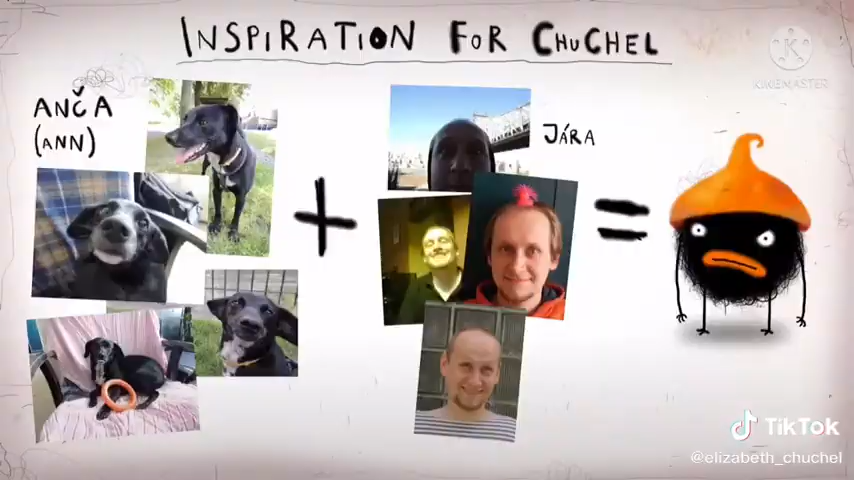 INSPIRATION FOR CHUCHEL
KINEMASTER
ANČA
(ANN)
JÁRA
TikTok
@elizabeth_chuchel